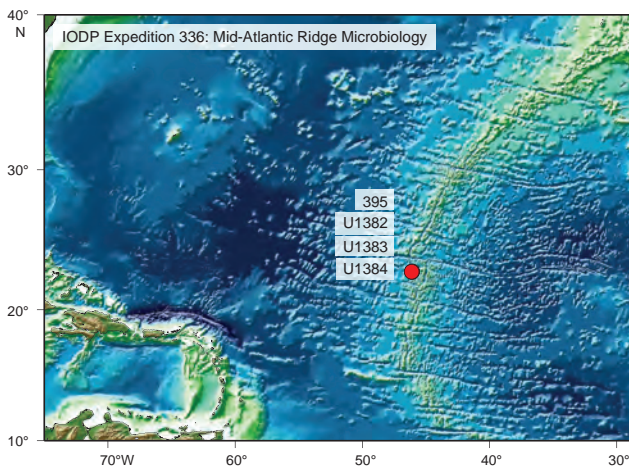 40°
N
IODP Expedition 336: Mid-Atlantic Ridge Microbiology
30°
395
U1382
U1383
U1384
20°
10°
70°W 60° 50° 40° 30°